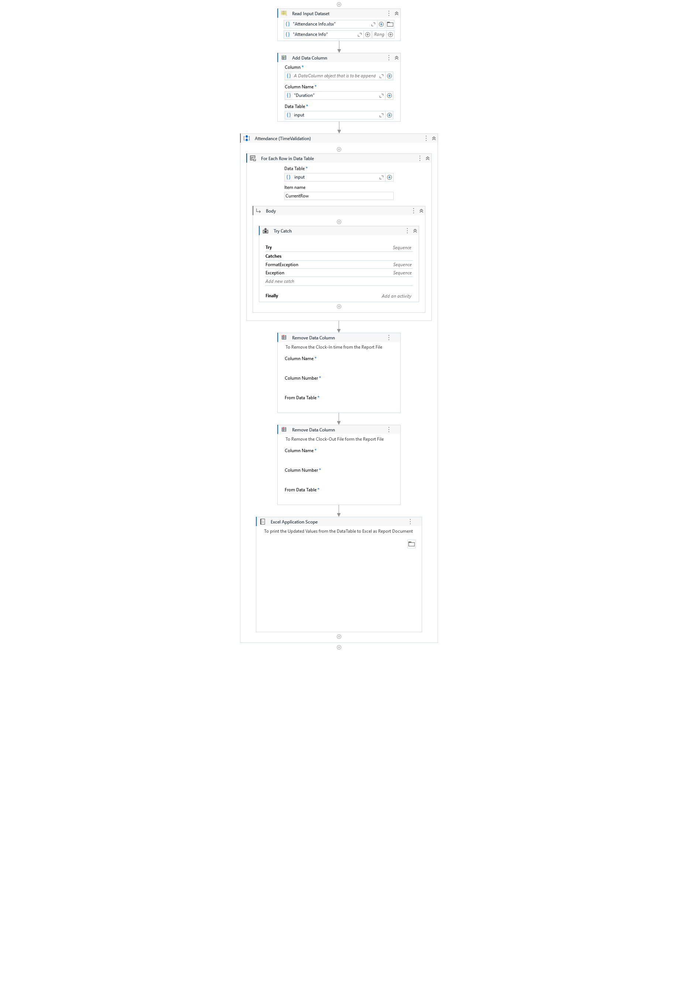 Read Input Dataset
"Attendance Info.xlsx"
"Attendance Info" Rang
Add Data Column
Column *
A DataColumn object that is to be append
Column Name *
"Duration"
Data Table *
input
Attendance (TimeValidation)
For Each Row in Data Table
Data Table *
input
Item name
CurrentRow
Body
Try Catch
Try Sequence
Catches
FormatException Sequence
Exception Sequence
Add new catch
Finally Add an activity
Remove Data Column
To Remove the Clock-In time from the Report File
Column Name *
Column Number *
From Data Table *
Remove Data Column
To Remove the Clock-Out File form the Report File
Column Name *
Column Number *
From Data Table *
Excel Application Scope
To print the Updated Values from the DataTable to Excel as Report Document